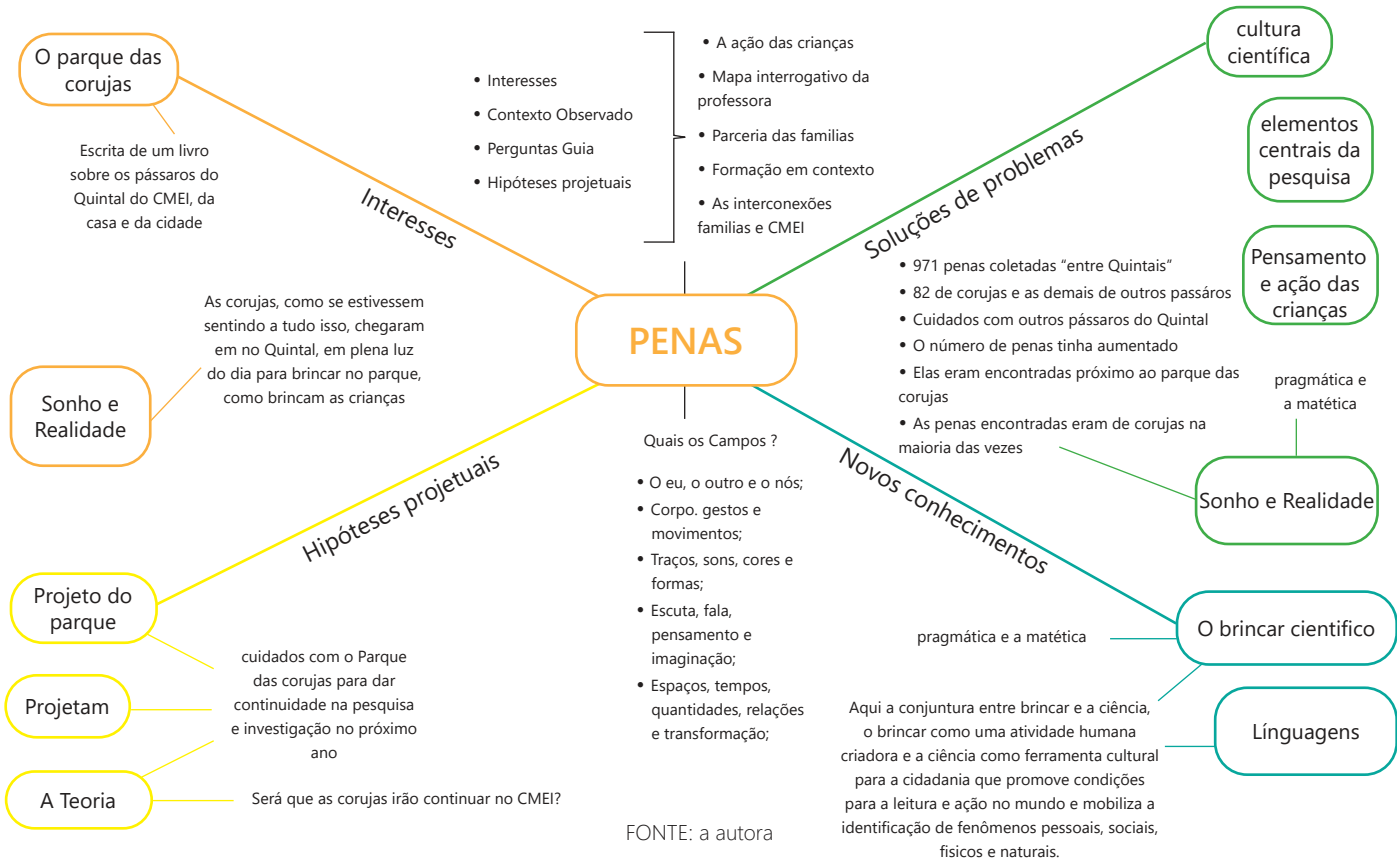 O parque das
corujas
Escrita de um livro
sobre os pássaros do
Quintal do CMEI, da
casa e da cidade
Interesses
• Interesses
• Contexto Observado
• Perguntas Guia
• Hipóteses projetuais
• A ação das crianças
• Mapa interrogativo da
professora
• Parceria das familias
• Formação em contexto
• As interconexões
familias e CMEI
Soluções de problemas
cultura
científica
elementos
centrais da
pesquisa
Pensamento
e ação das
crianças
As corujas, como se estivessem
sentindo a tudo isso, chegaram
em no Quintal, em plena luz
do dia para brincar no parque,
como brincam as crianças
Sonho e
Realidade
PENAS
• 971 penas coletadas “entre Quintais“
• 82 de corujas e as demais de outros passáros
• Cuidados com outros pássaros do Quintal
• O número de penas tinha aumentado
• Elas eram encontradas próximo ao parque das
corujas
• As penas encontradas eram de corujas na
maioria das vezes
pragmática e
a matética
Sonho e Realidade
Hipóteses projetuais
Projeto do
parque
Projetam
A Teoria
cuidados com o Parque
das corujas para dar
continuidade na pesquisa
e investigação no próximo
ano
Será que as corujas irão continuar no CMEI?
Quais os Campos ?
• O eu, o outro e o nós;
• Corpo. gestos e
movimentos;
• Traços, sons, cores e
formas;
• Escuta, fala,
pensamento e
imaginação;
• Espaços, tempos,
quantidades, relações
e transformação;
Novos conhecimentos
O brincar cientifico
pragmática e a matética
Aqui a conjuntura entre brincar e a ciência,
o brincar como uma atividade humana
criadora e a ciência como ferramenta cultural
para a cidadania que promove condições
para a leitura e ação no mundo e mobiliza a
identificação de fenômenos pessoais, sociais,
fisicos e naturais.
Línguagens
FONTE: a autora